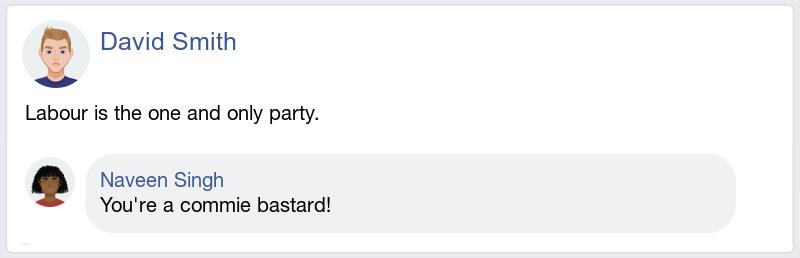 David Smith
Labour is the one and only party.
Naveen Singh
You're a commie bastard!